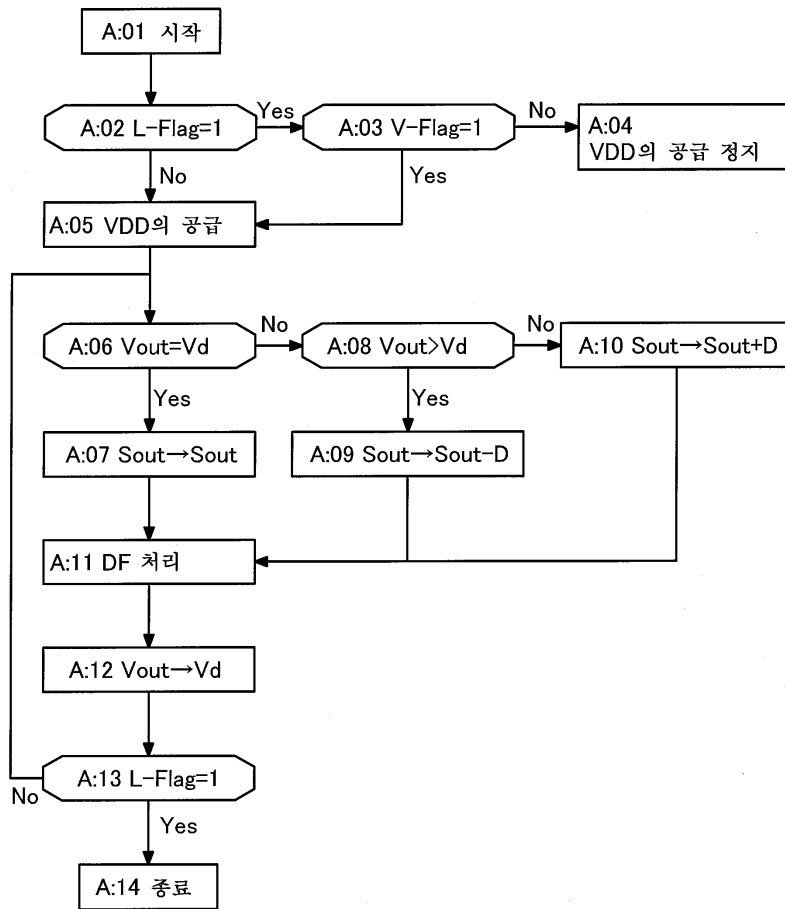 A:01 시작
A:02 L-Flag=1
Yes
A:03 V-Flag=1
No
A:04
VDD의 공급 정지
No
Yes
A:05 VDD의 공급
A:06 Vout=Vd
No
A:08 Vout>Vd
No
A:10 Sout→Sout+D
Yes
Yes
A:07 Sout→Sout
A:09 Sout→Sout-D
A:11 DF 처리
A:12 Vout→Vd
A:13 L-Flag=1
No
Yes
A:14 종료